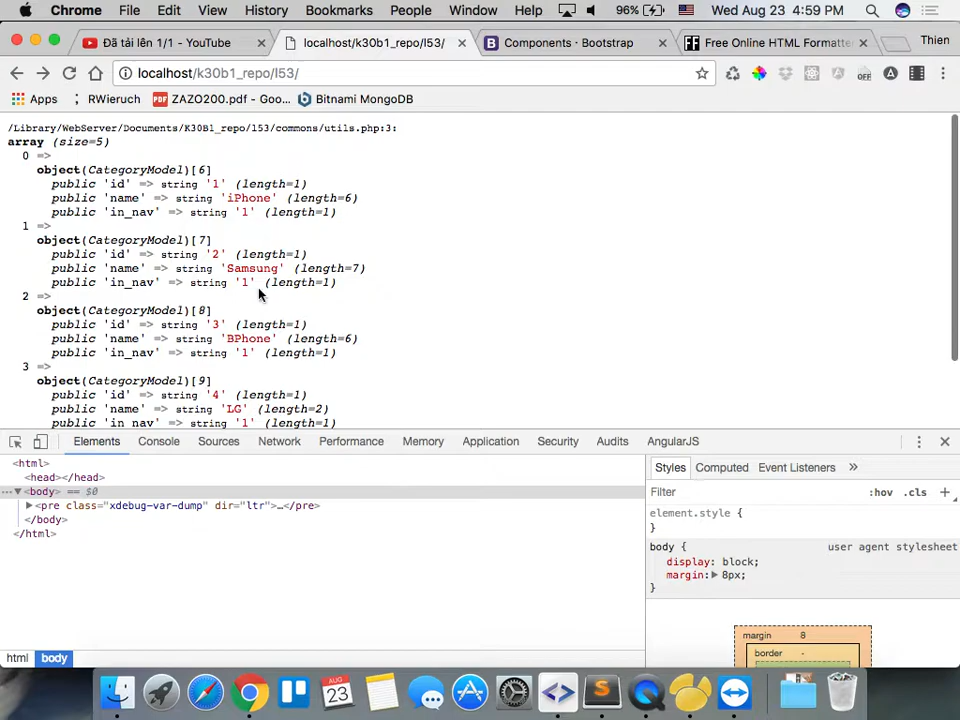 Chrome File Edit View History Bookmarks People Window Help 96% Wed Aug 23 4:59 PM
Đã tải lên 1/1 - YouTube
localhost/k30b1_repo/l53/
Components · Bootstrap
Free Online HTML Formatte
Thien
localhost/k30b1_repo/l53/
OFF
Apps RWieruch ZAZO200.pdf - Goo... Bitnami MongoDB
/Library/WebServer/Documents/K30B1_repo/l53/commons/utils.php:3:
array (size=5)
0 =>
object(CategoryModel)[6]
public 'id' => string '1' (length=1)
public 'name' => string 'iPhone' (length=6)
public 'in_nav' => string '1' (length=1)
1 =>
object(CategoryModel)[7]
public 'id' => string '2' (length=1)
public 'name' => string 'Samsung' (length=7)
public 'in_nav' => string '1' (length=1)
2 =>
object(CategoryModel)[8]
public 'id' => string '3' (length=1)
public 'name' => string 'BPhone' (length=6)
public 'in_nav' => string '1' (length=1)
3 =>
object(CategoryModel)[9]
public 'id' => string '4' (length=1)
public 'name' => string 'LG' (length=2)
public 'in_nav' => string '1' (length=1)
Elements Console Sources Network Performance Memory Application Security Audits AngularJS
<html>
<head></head>
<body> == $0
<pre class="xdebug-var-dump" dir="ltr">…</pre>
</body>
</html>
html body
Styles Computed Event Listeners »
Filter :hov .cls +
element.style {
}
body { user agent stylesheet
display: block;
margin: 8px;
}
margin 8
border -
AUG
23